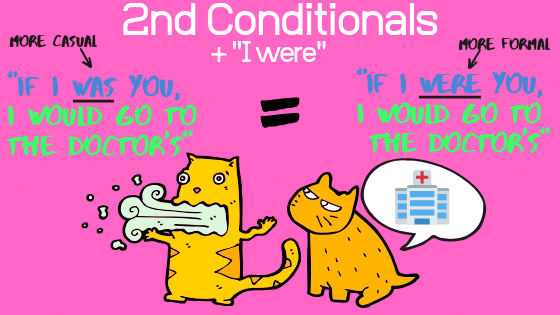 2nd Conditionals
+ "I were"
MORE CASUAL
"IF I WAS YOU,
I WOULD GO TO
THE DOCTOR'S"
=
MORE FORMAL
"IF I WERE YOU,
I WOULD GO TO
THE DOCTOR'S"